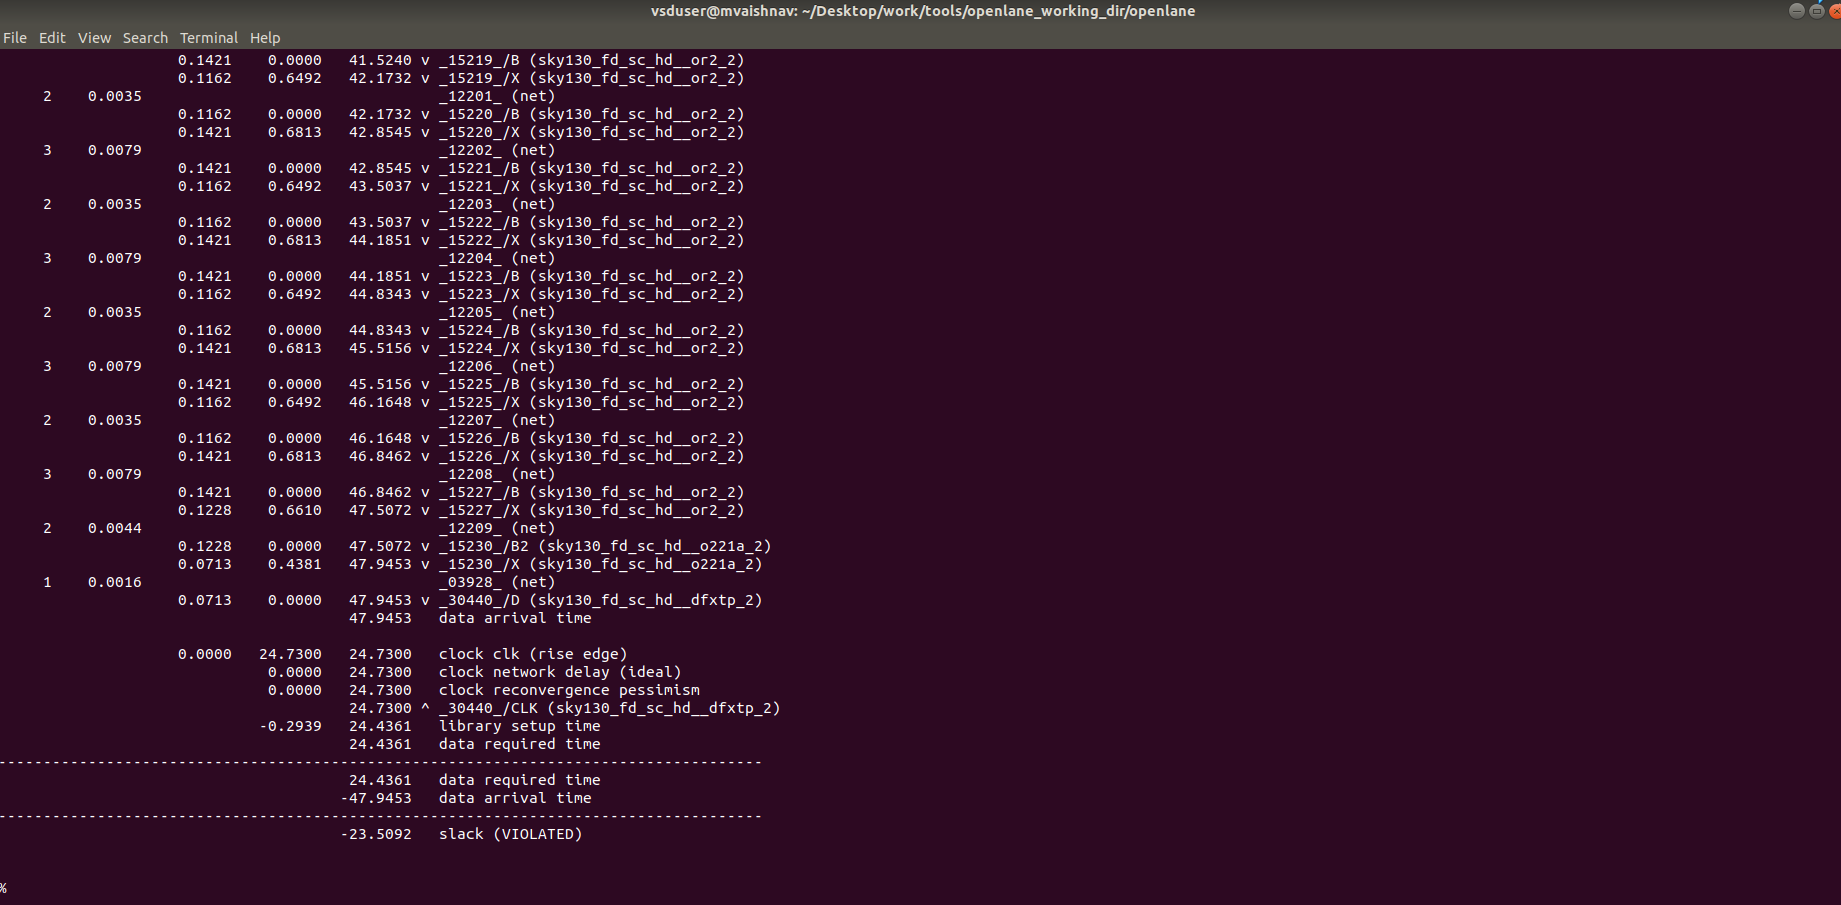 vsduser@mvaishnav: ~/Desktop/work/tools/openlane_working_dir/openlane
File Edit View Search Terminal Help
0.1421 0.0000 41.5240 v _15219_/B (sky130_fd_sc_hd__or2_2)
0.1162 0.6492 42.1732 v _15219_/X (sky130_fd_sc_hd__or2_2)
2 0.0035 _12201_ (net)
0.1162 0.0000 42.1732 v _15220_/B (sky130_fd_sc_hd__or2_2)
0.1421 0.6813 42.8545 v _15220_/X (sky130_fd_sc_hd__or2_2)
3 0.0079 _12202_ (net)
0.1421 0.0000 42.8545 v _15221_/B (sky130_fd_sc_hd__or2_2)
0.1162 0.6492 43.5037 v _15221_/X (sky130_fd_sc_hd__or2_2)
2 0.0035 _12203_ (net)
0.1162 0.0000 43.5037 v _15222_/B (sky130_fd_sc_hd__or2_2)
0.1421 0.6813 44.1851 v _15222_/X (sky130_fd_sc_hd__or2_2)
3 0.0079 _12204_ (net)
0.1421 0.0000 44.1851 v _15223_/B (sky130_fd_sc_hd__or2_2)
0.1162 0.6492 44.8343 v _15223_/X (sky130_fd_sc_hd__or2_2)
2 0.0035 _12205_ (net)
0.1162 0.0000 44.8343 v _15224_/B (sky130_fd_sc_hd__or2_2)
0.1421 0.6813 45.5156 v _15224_/X (sky130_fd_sc_hd__or2_2)
3 0.0079 _12206_ (net)
0.1421 0.0000 45.5156 v _15225_/B (sky130_fd_sc_hd__or2_2)
0.1162 0.6492 46.1648 v _15225_/X (sky130_fd_sc_hd__or2_2)
2 0.0035 _12207_ (net)
0.1162 0.0000 46.1648 v _15226_/B (sky130_fd_sc_hd__or2_2)
0.1421 0.6813 46.8462 v _15226_/X (sky130_fd_sc_hd__or2_2)
3 0.0079 _12208_ (net)
0.1421 0.0000 46.8462 v _15227_/B (sky130_fd_sc_hd__or2_2)
0.1228 0.6610 47.5072 v _15227_/X (sky130_fd_sc_hd__or2_2)
2 0.0044 _12209_ (net)
0.1228 0.0000 47.5072 v _15230_/B2 (sky130_fd_sc_hd__o221a_2)
0.0713 0.4381 47.9453 v _15230_/X (sky130_fd_sc_hd__o221a_2)
1 0.0016 _03928_ (net)
0.0713 0.0000 47.9453 v _30440_/D (sky130_fd_sc_hd__dfxtp_2)
47.9453 data arrival time
0.0000 24.7300 24.7300 clock clk (rise edge)
0.0000 24.7300 clock network delay (ideal)
0.0000 24.7300 clock reconvergence pessimism
24.7300 ^ _30440_/CLK (sky130_fd_sc_hd__dfxtp_2)
-0.2939 24.4361 library setup time
24.4361 data required time
-------------------------------------------------------------------------------------
24.4361 data required time
-47.9453 data arrival time
-------------------------------------------------------------------------------------
-23.5092 slack (VIOLATED)
%